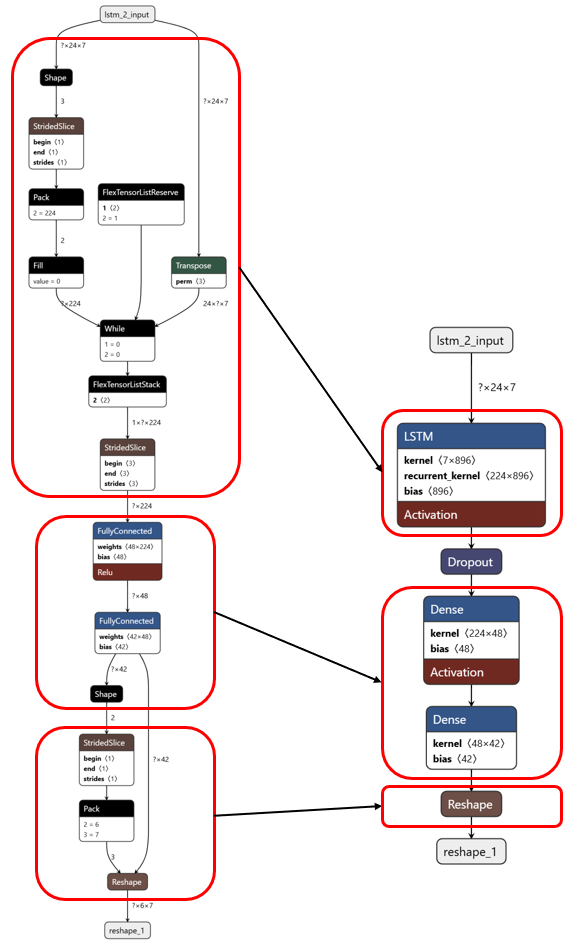 lstm_2_input
?×24×7
?×24×7
Shape
3
StridedSlice
begin ⟨1⟩
end ⟨1⟩
strides ⟨1⟩
Pack
2 = 224
2
FlexTensorListReserve
1 ⟨2⟩
2 = 1
Fill
value = 0
Transpose
perm ⟨3⟩
?×224
24×?×7
While
1 = 0
2 = 0
FlexTensorListStack
2 ⟨2⟩
1×?×224
StridedSlice
begin ⟨3⟩
end ⟨3⟩
strides ⟨3⟩
?×224
FullyConnected
weights ⟨48×224⟩
bias ⟨48⟩
Relu
?×48
FullyConnected
weights ⟨42×48⟩
bias ⟨42⟩
?×42
Shape
2
StridedSlice
begin ⟨1⟩
end ⟨1⟩
strides ⟨1⟩
?×42
Pack
2 = 6
3 = 7
3
Reshape
?×6×7
reshape_1
lstm_2_input
?×24×7
LSTM
kernel ⟨7×896⟩
recurrent_kernel ⟨224×896⟩
bias ⟨896⟩
Activation
Dropout
Dense
kernel ⟨224×48⟩
bias ⟨48⟩
Activation
Dense
kernel ⟨48×42⟩
bias ⟨42⟩
Reshape
reshape_1